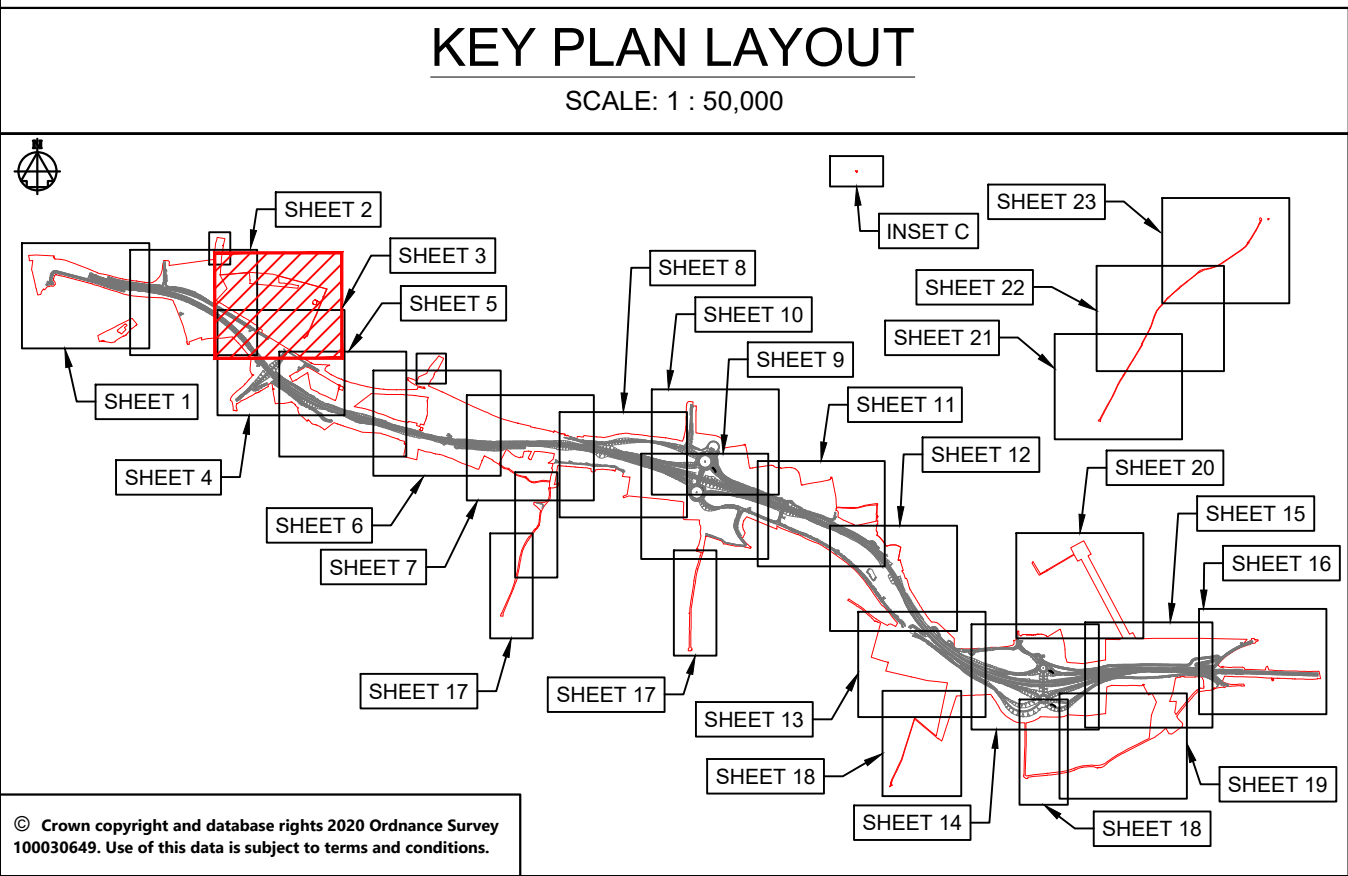 KEY PLAN LAYOUT
SCALE: 1 : 50,000
SHEET 23
SHEET 2
INSET C
SHEET 3
SHEET 8
SHEET 22
SHEET 5
SHEET 10
SHEET 21
SHEET 9
SHEET 1
SHEET 11
SHEET 12
SHEET 20
SHEET 4
SHEET 15
SHEET 6
SHEET 16
SHEET 7
SHEET 17
SHEET 17
SHEET 13
SHEET 18
SHEET 19
SHEET 14
SHEET 18
© Crown copyright and database rights 2020 Ordnance Survey
100030649. Use of this data is subject to terms and conditions.